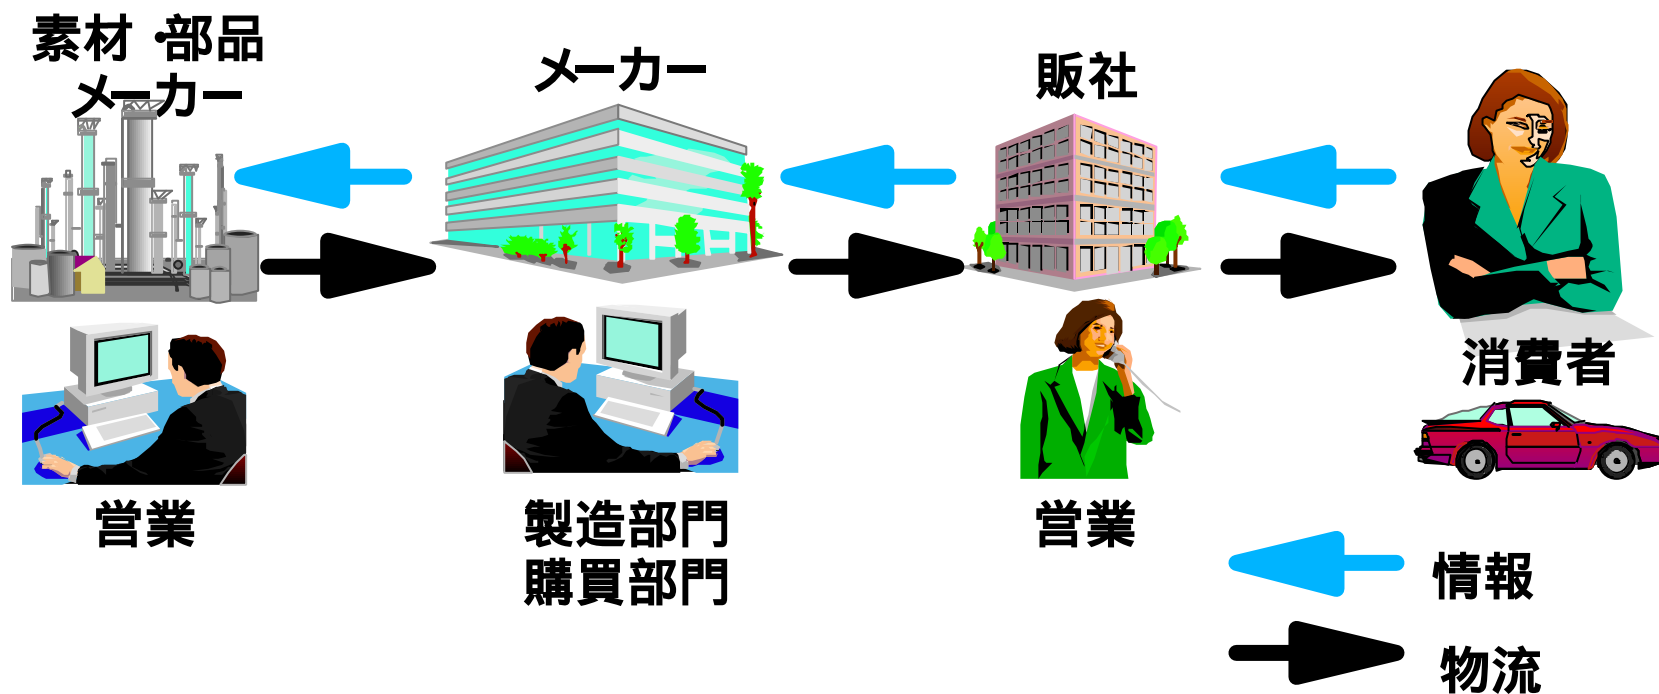 素材・部品
メーカー
メーカー
販社
消費者
営業
製造部門
購買部門
営業
情報
物流